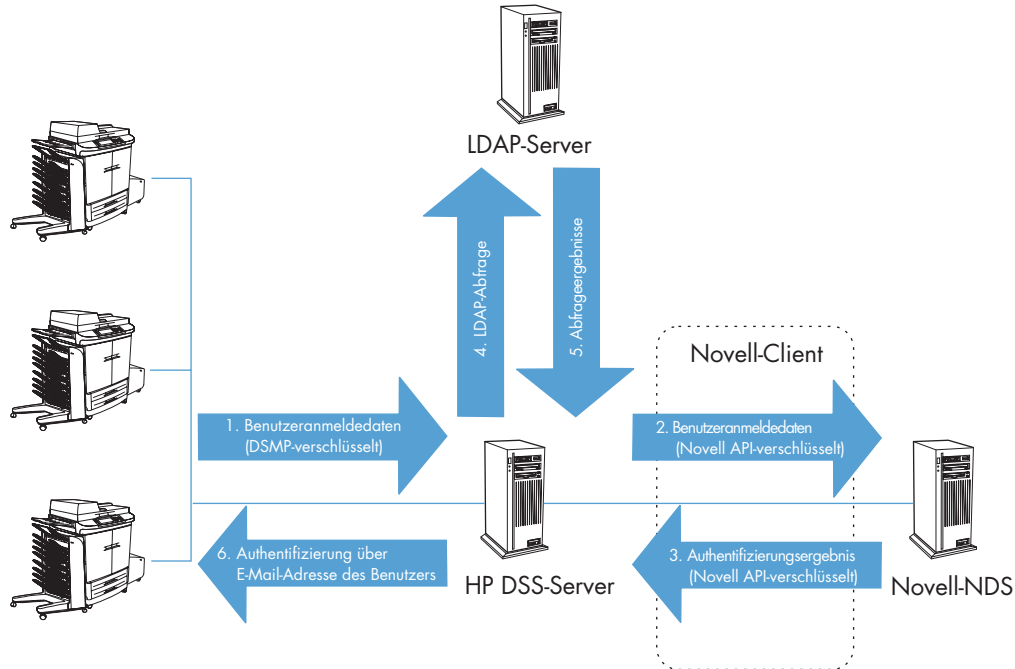 LDAP-Server
4. LDAP-Abfrage
5. Abfrageergebnisse
Novell-Client
1. Benutzeranmeldedaten
(DSMP-verschlüsselt)
2. Benutzeranmeldedaten
(Novell API-verschlüsselt)
6. Authentifizierung über
E-Mail-Adresse des Benutzers
HP DSS-Server
3. Authentifizierungsergebnis
(Novell API-verschlüsselt)
Novell-NDS